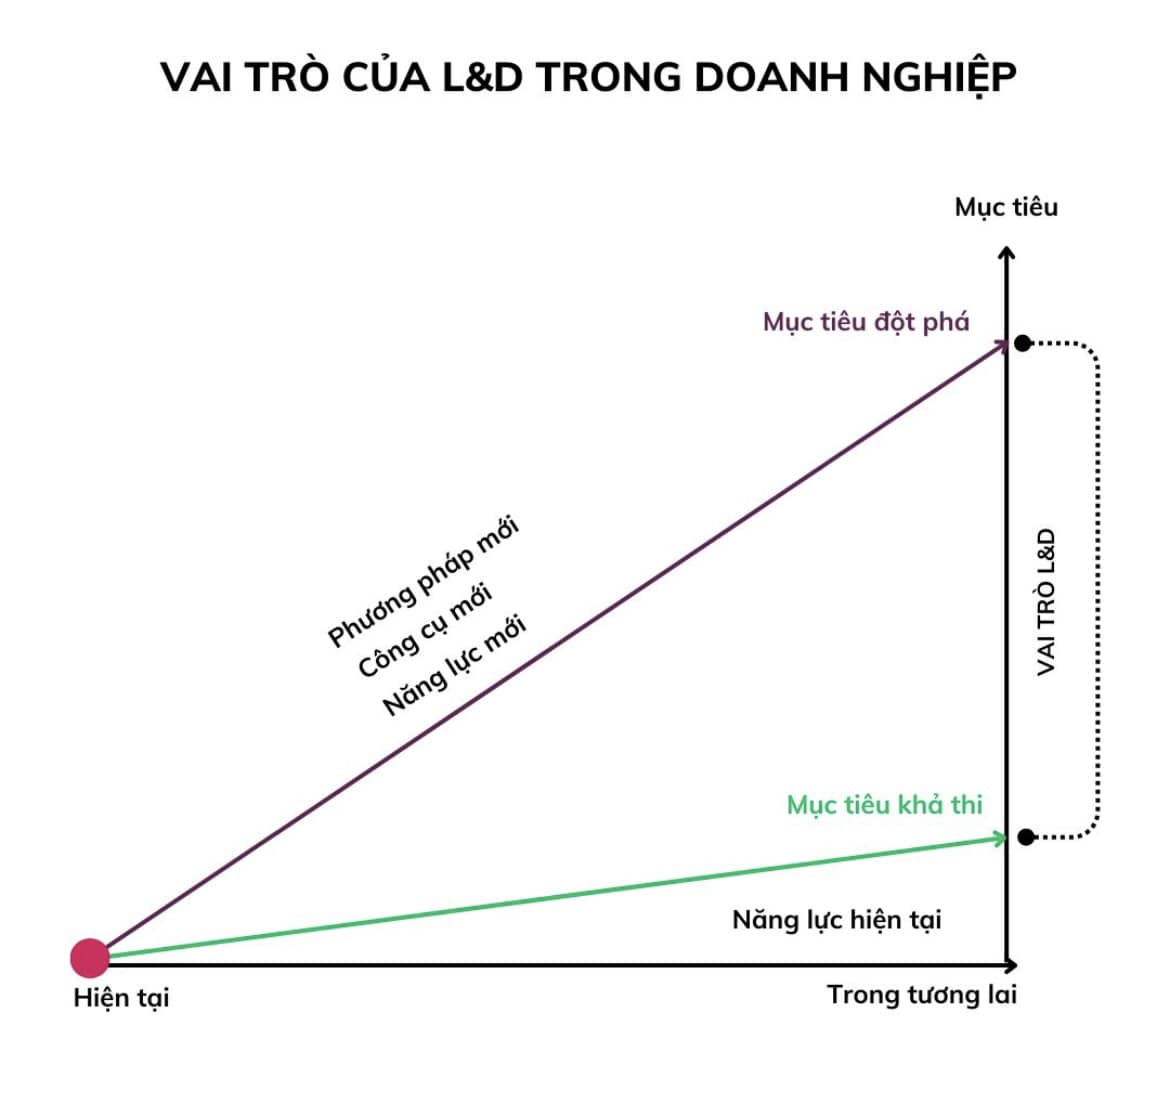 VAI TRÒ CỦA L&D TRONG DOANH NGHIỆP
Mục tiêu
Mục tiêu đột phá
Phương pháp mới
Công cụ mới
Năng lực mới
VAI TRÒ L&D
Mục tiêu khả thi
Năng lực hiện tại
Hiện tại
Trong tương lai